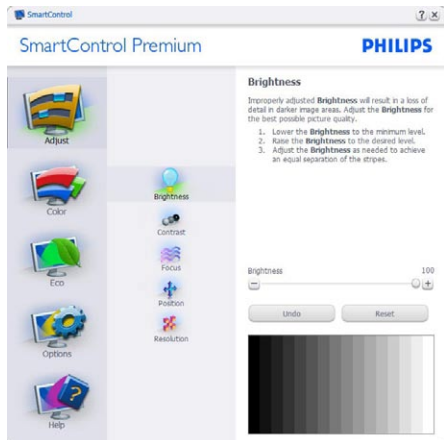 SmartControl
SmartControl Premium
PHILIPS
Adjust
Color
Eco
Options
Help
Brightness
Contrast
Focus
Position
Resolution
Brightness
Improperly adjusted Brightness will result in a loss of
detail in darker image areas. Adjust the Brightness for
the best possible picture quality.
1. Lower the Brightness to the minimum level.
2. Raise the Brightness to the desired level.
3. Adjust the Brightness as needed to achieve
an equal separation of the stripes.
Brightness 100
Undo Reset